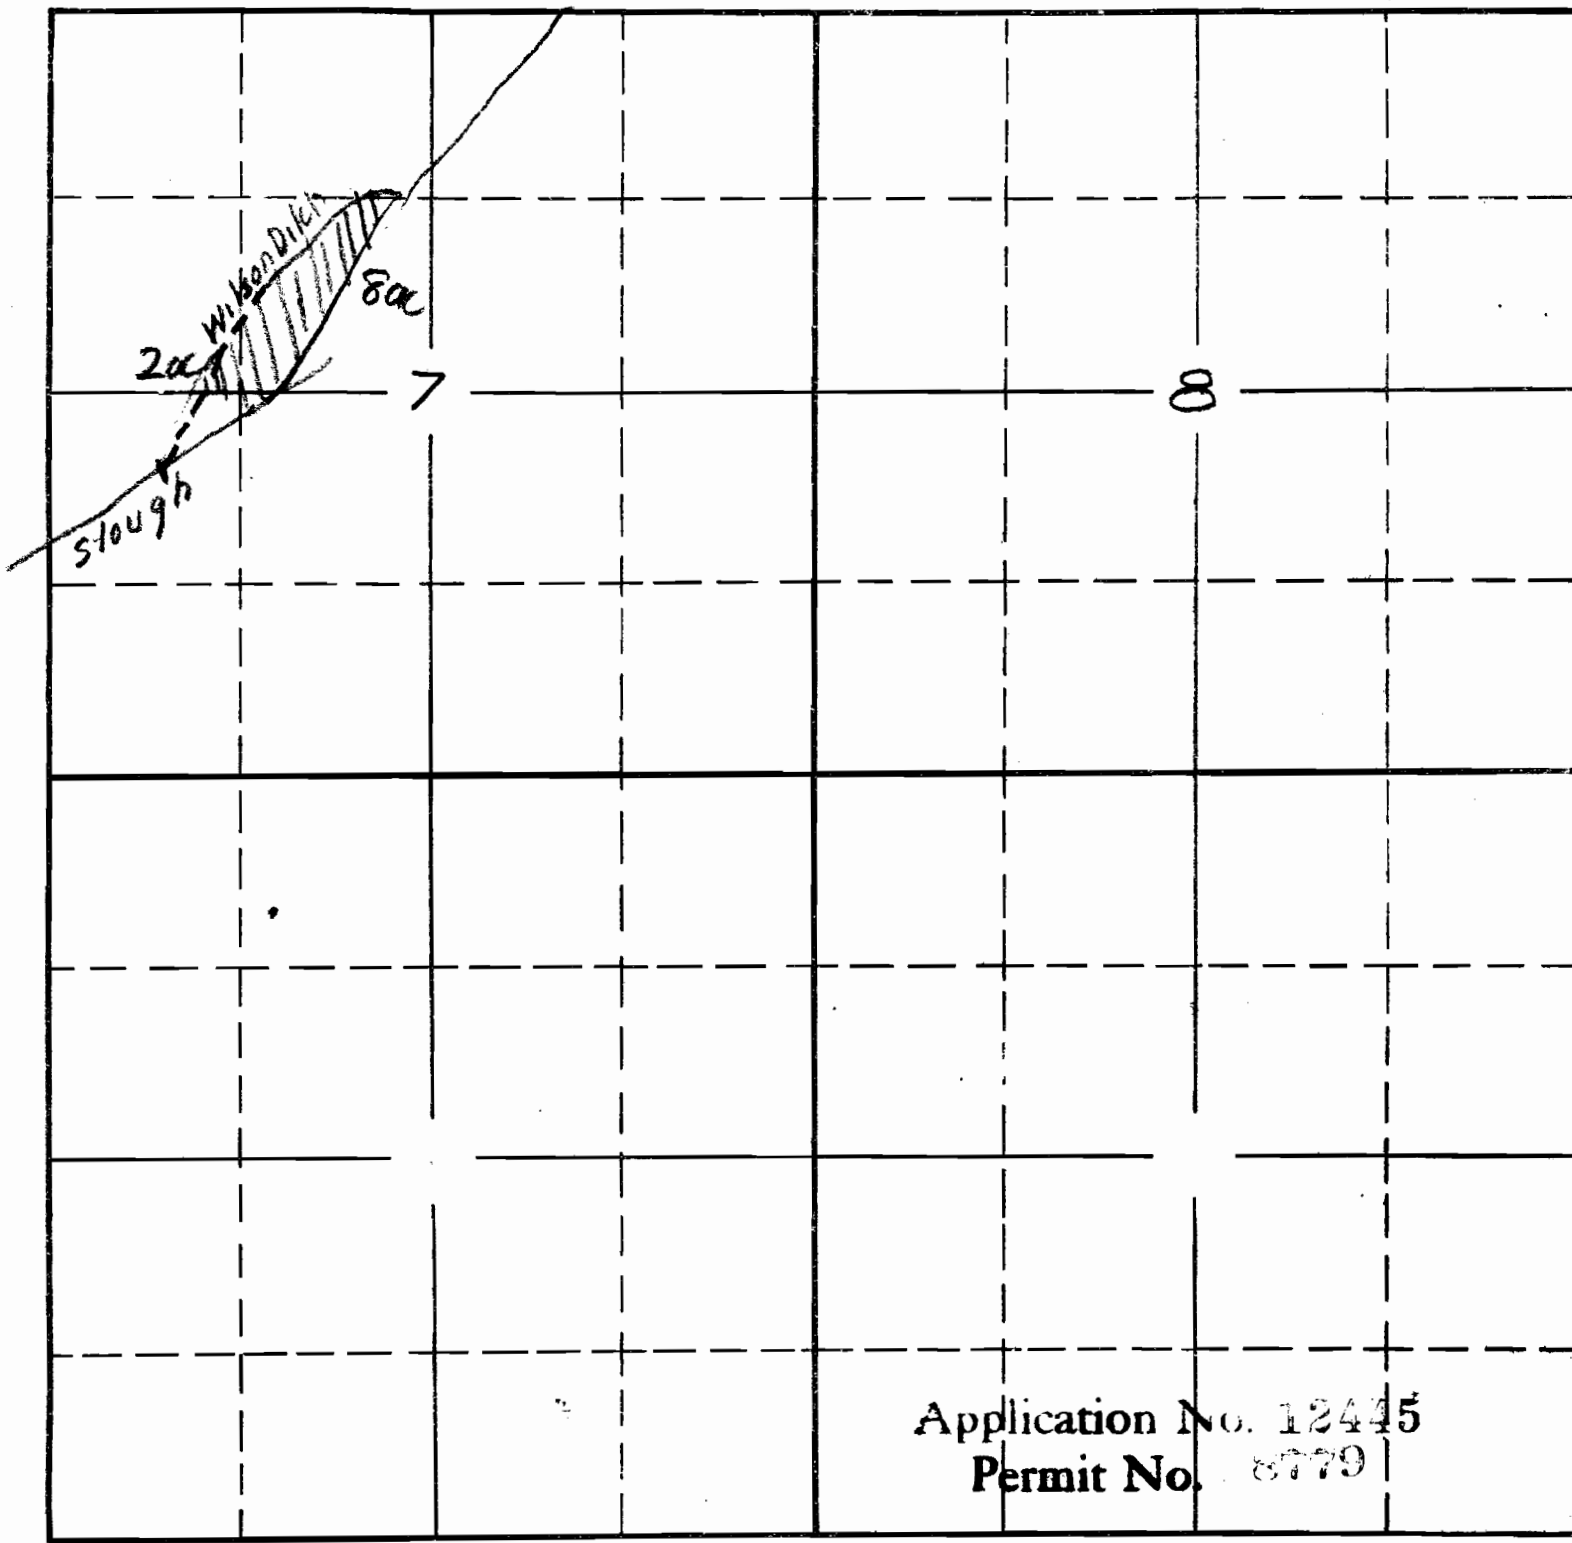 Wilson Ditch
8ac
2ac
7
8
Slough
Application No. 12445
Permit No. 8779